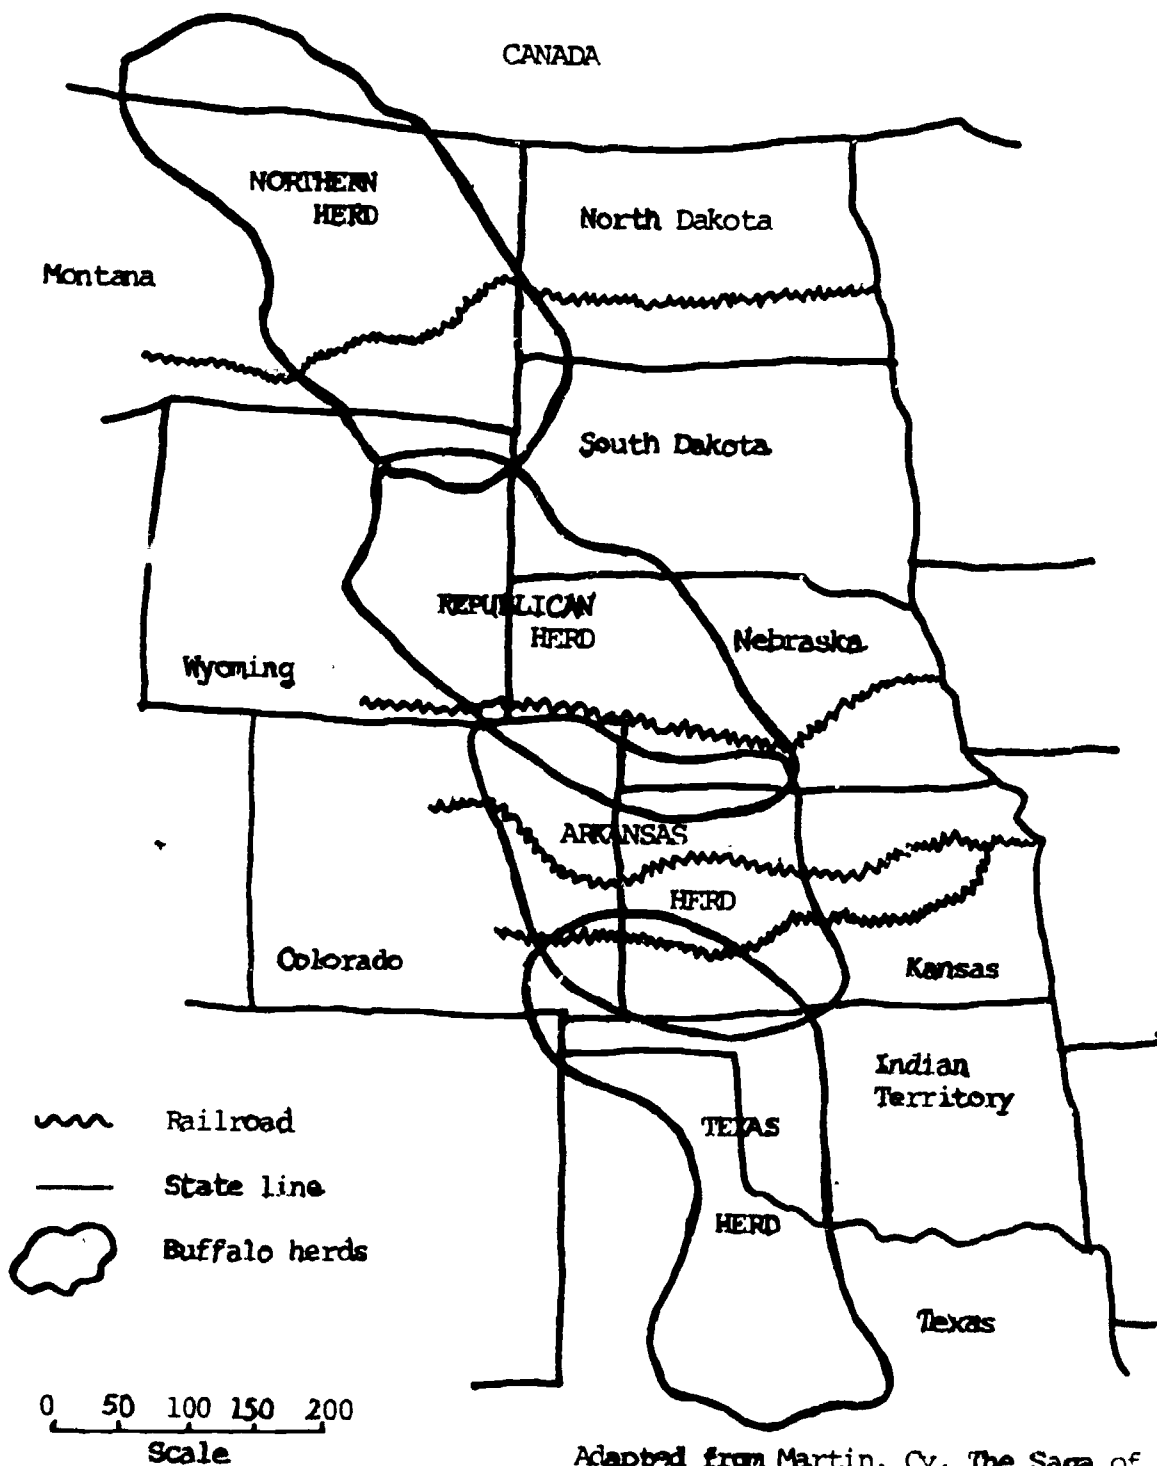 CANADA
NORTHERN
HERD
North Dakota
Montana
South Dakota
REPUBLICAN
HERD
Nebraska
Wyoming
ARKANSAS
HERD
Colorado
Kansas
Indian
Territory
TEXAS
HERD
Texas
Railroad
State line
Buffalo herds
0 50 100 150 200
Scale
Adapted from Martin, Cy. The Saga of